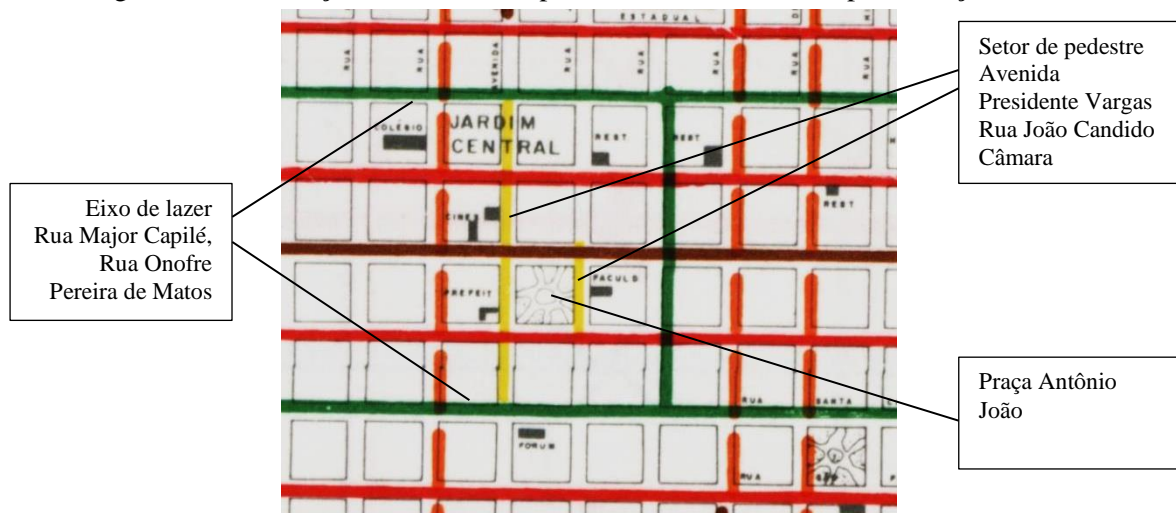 ESTADUAL
RUA
RUA
AVENIDA
RUA
RUA
RUA
RUA
COLÉGIO
JARDIM
CENTRAL
REST.
REST.
CINES
REST
PREFEIT
FACULD
RUA
SANTA
FORUM
RUA
Setor de pedestre
Avenida
Presidente Vargas
Rua João Candido
Câmara
Eixo de lazer
Rua Major Capilé,
Rua Onofre
Pereira de Matos
Praça Antônio
João